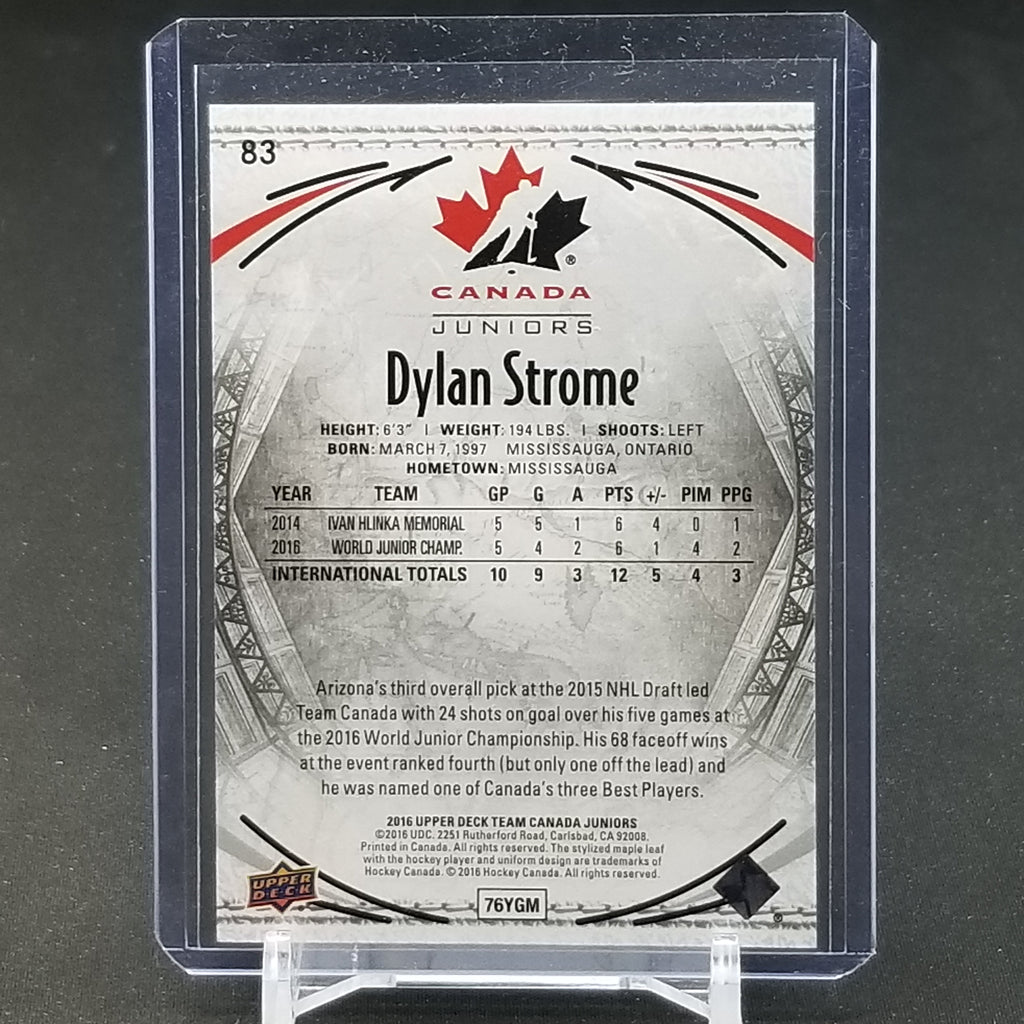 83
®
CANADA
JUNIORS
Dylan Strome
HEIGHT: 6'3" | WEIGHT: 194 LBS. | SHOOTS: LEFT
BORN: MARCH 7, 1997 MISSISSAUGA, ONTARIO
HOMETOWN: MISSISSAUGA
YEAR TEAM GP G A PTS +/- PIM PPG
2014 IVAN HLINKA MEMORIAL 5 5 1 6 4 0 1
2016 WORLD JUNIOR CHAMP. 5 4 2 6 1 4 2
INTERNATIONAL TOTALS 10 9 3 12 5 4 3
Arizona's third overall pick at the 2015 NHL Draft led
Team Canada with 24 shots on goal over his five games at
the 2016 World Junior Championship. His 68 faceoff wins
at the event ranked fourth (but only one off the lead) and
he was named one of Canada's three Best Players.
2016 UPPER DECK TEAM CANADA JUNIORS
©2016 UDC. 2251 Rutherford Road, Carlsbad, CA 92008.
Printed in Canada. All rights reserved. The stylized maple leaf
with the hockey player and uniform design are trademarks of
Hockey Canada. © 2016 Hockey Canada. All rights reserved.
UPPER
DECK
76YGM
®